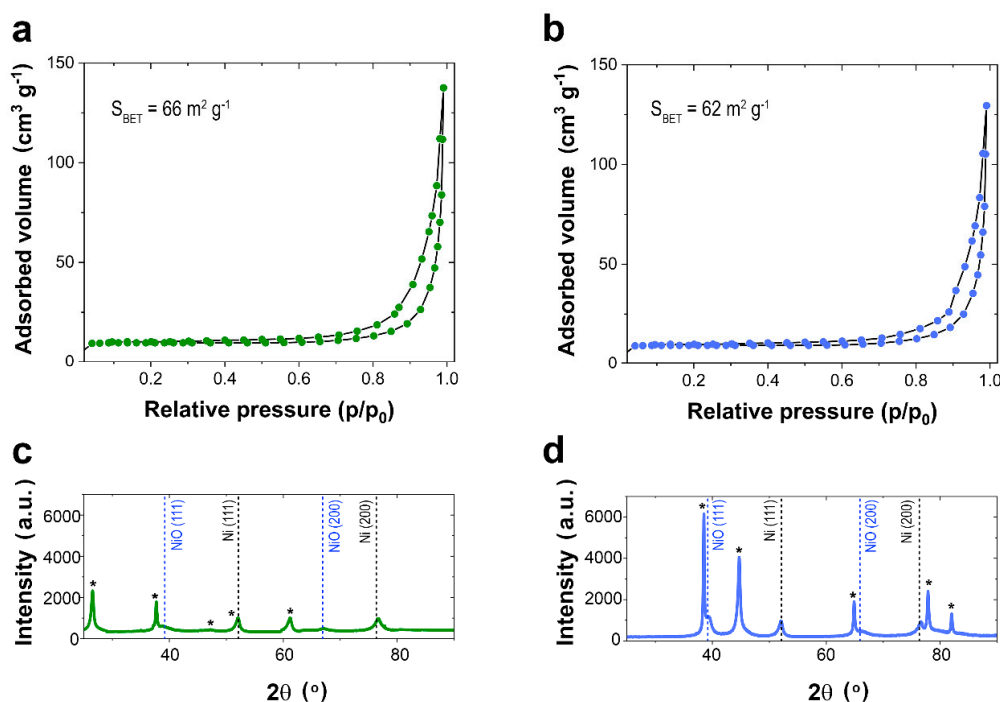 a
150
100
50
0
Adsorbed volume (cm³ g⁻¹)
S_BET = 66 m² g⁻¹
0.2 0.4 0.6 0.8 1.0
Relative pressure (p/p₀)
b
150
100
50
0
Adsorbed volume (cm³ g⁻¹)
S_BET = 62 m² g⁻¹
0.2 0.4 0.6 0.8 1.0
Relative pressure (p/p₀)
c
6000
4000
2000
0
Intensity (a.u.)
* * * * *
NiO (111)
Ni (111)
NiO (200)
Ni (200)
40 60 80
2θ (°)
d
6000
4000
2000
0
Intensity (a.u.)
* * * * *
NiO (111)
Ni (111)
NiO (200)
Ni (200)
40 60 80
2θ (°)